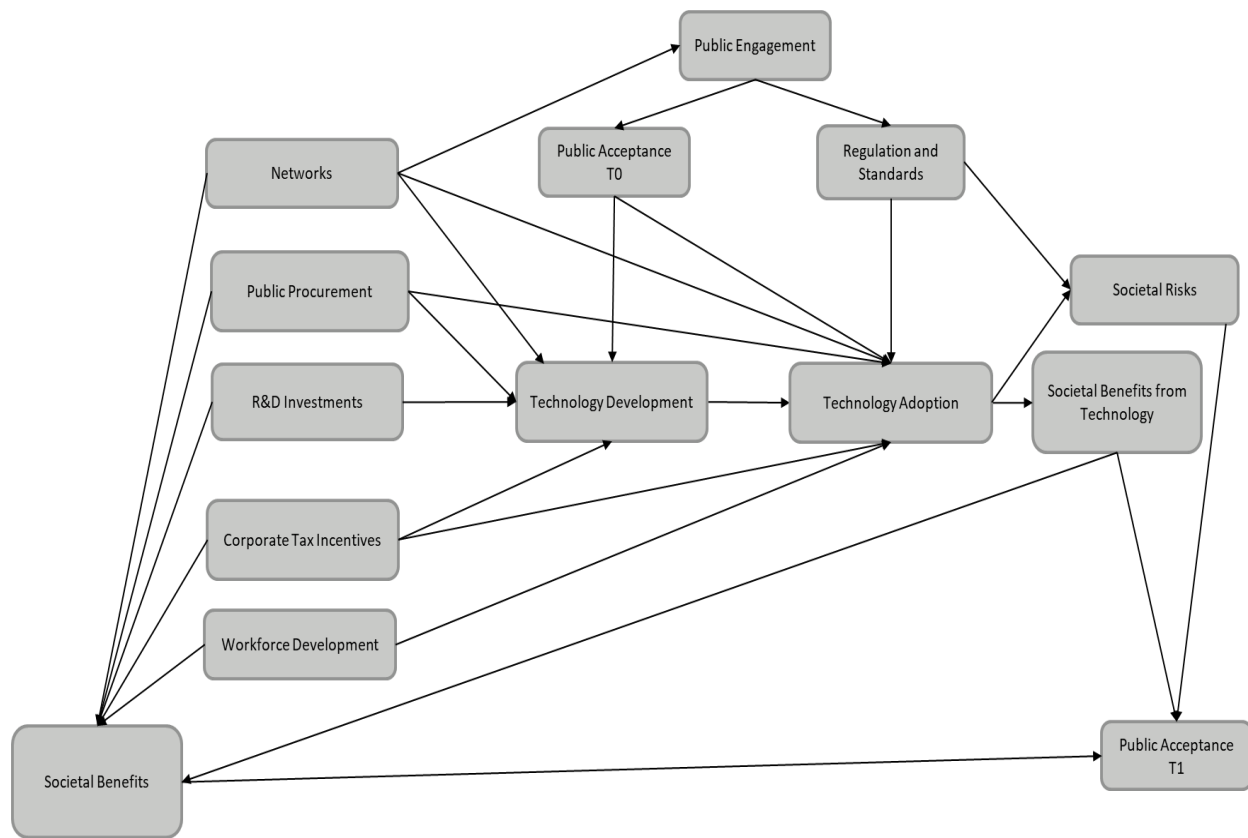 Public Engagement
Public Acceptance
T0
Regulation and
Standards
Networks
Public Procurement
Societal Risks
R&D Investments
Technology Development
Technology Adoption
Societal Benefits from
Technology
Corporate Tax Incentives
Workforce Development
Societal Benefits
Public Acceptance
T1